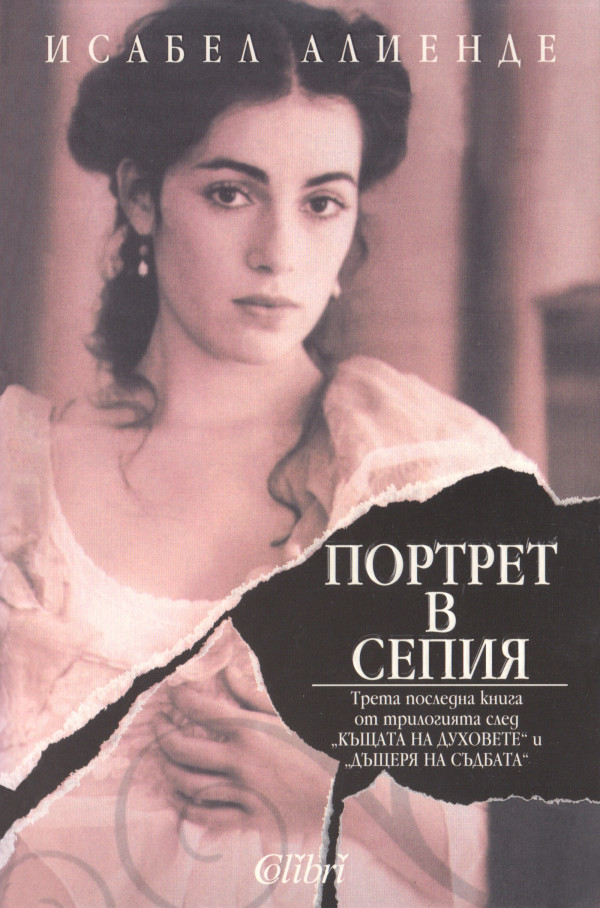 ИСАБЕЛ АЛИЕНДЕ
ПОРТРЕТ
В
СЕПИЯ
Трета последна книга
от трилогията след
„КЪЩАТА НА ДУХОВЕТЕ“ и
„ДЪЩЕРЯ НА СЪДБАТА“
Colibri